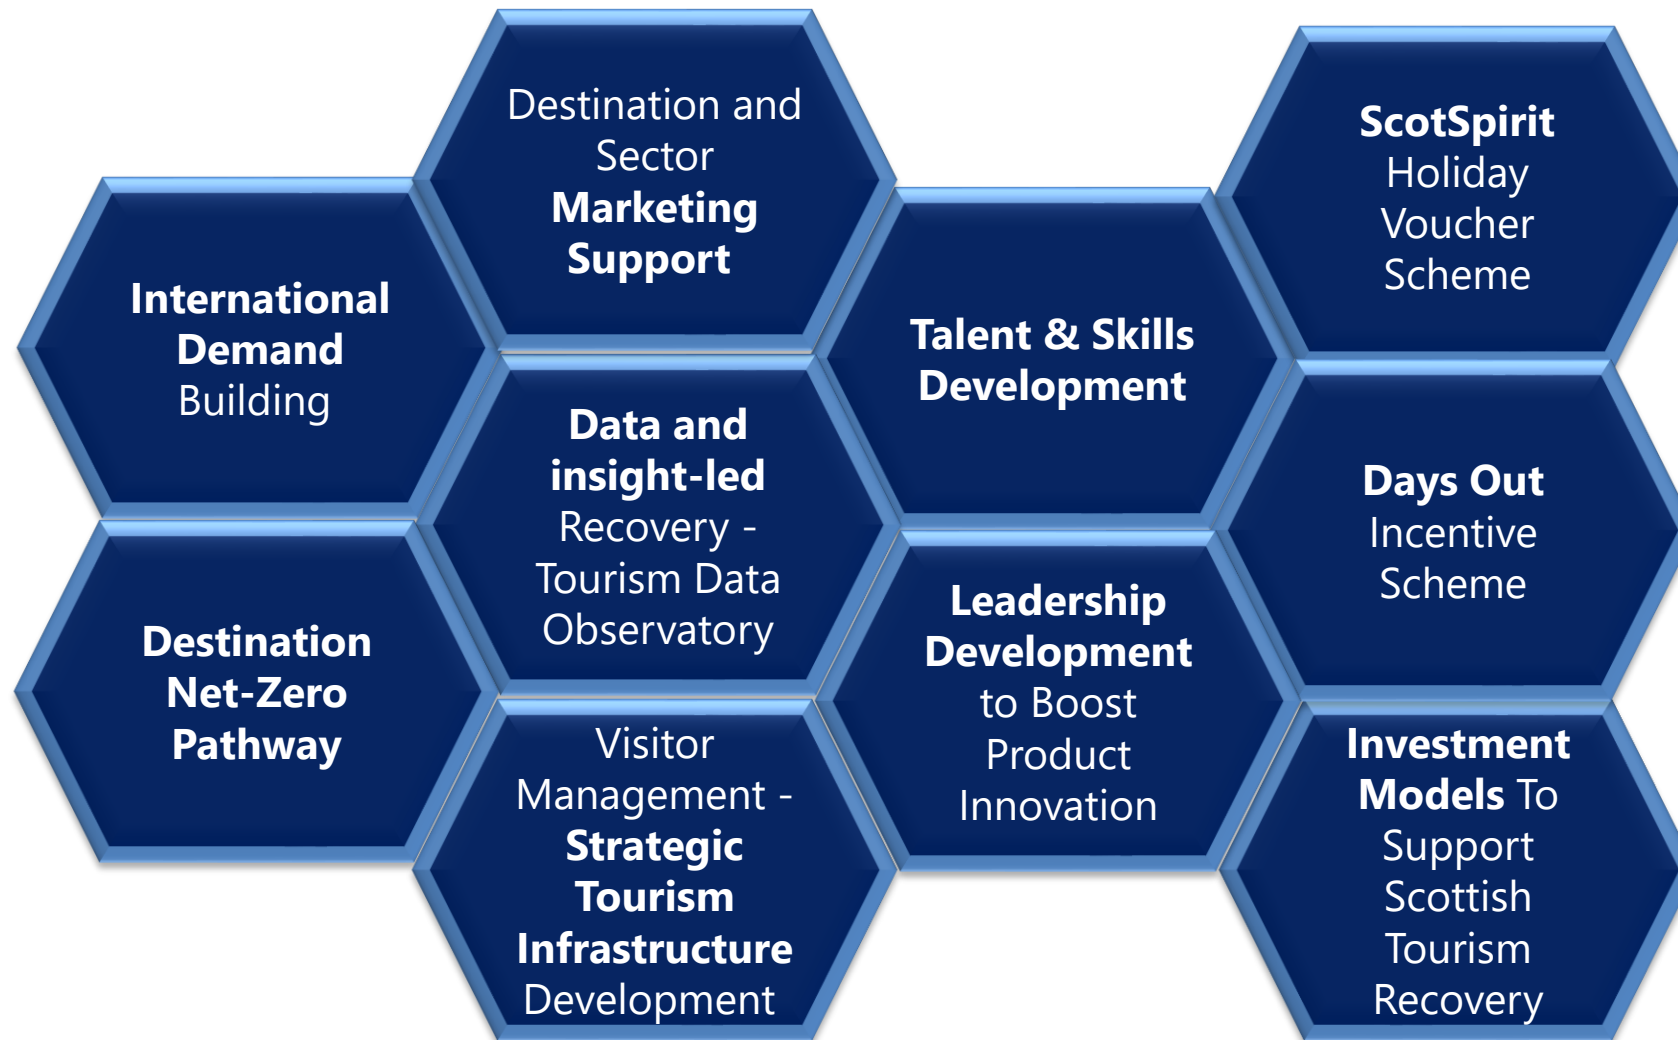 International
Demand
Building
Destination
Net-Zero
Pathway
Destination and
Sector
Marketing
Support
Data and
insight-led
Recovery -
Tourism Data
Observatory
Visitor
Management -
Strategic
Tourism
Infrastructure
Development
Talent & Skills
Development
Leadership
Development
to Boost
Product
Innovation
ScotSpirit
Holiday
Voucher
Scheme
Days Out
Incentive
Scheme
Investment
Models To
Support
Scottish
Tourism
Recovery